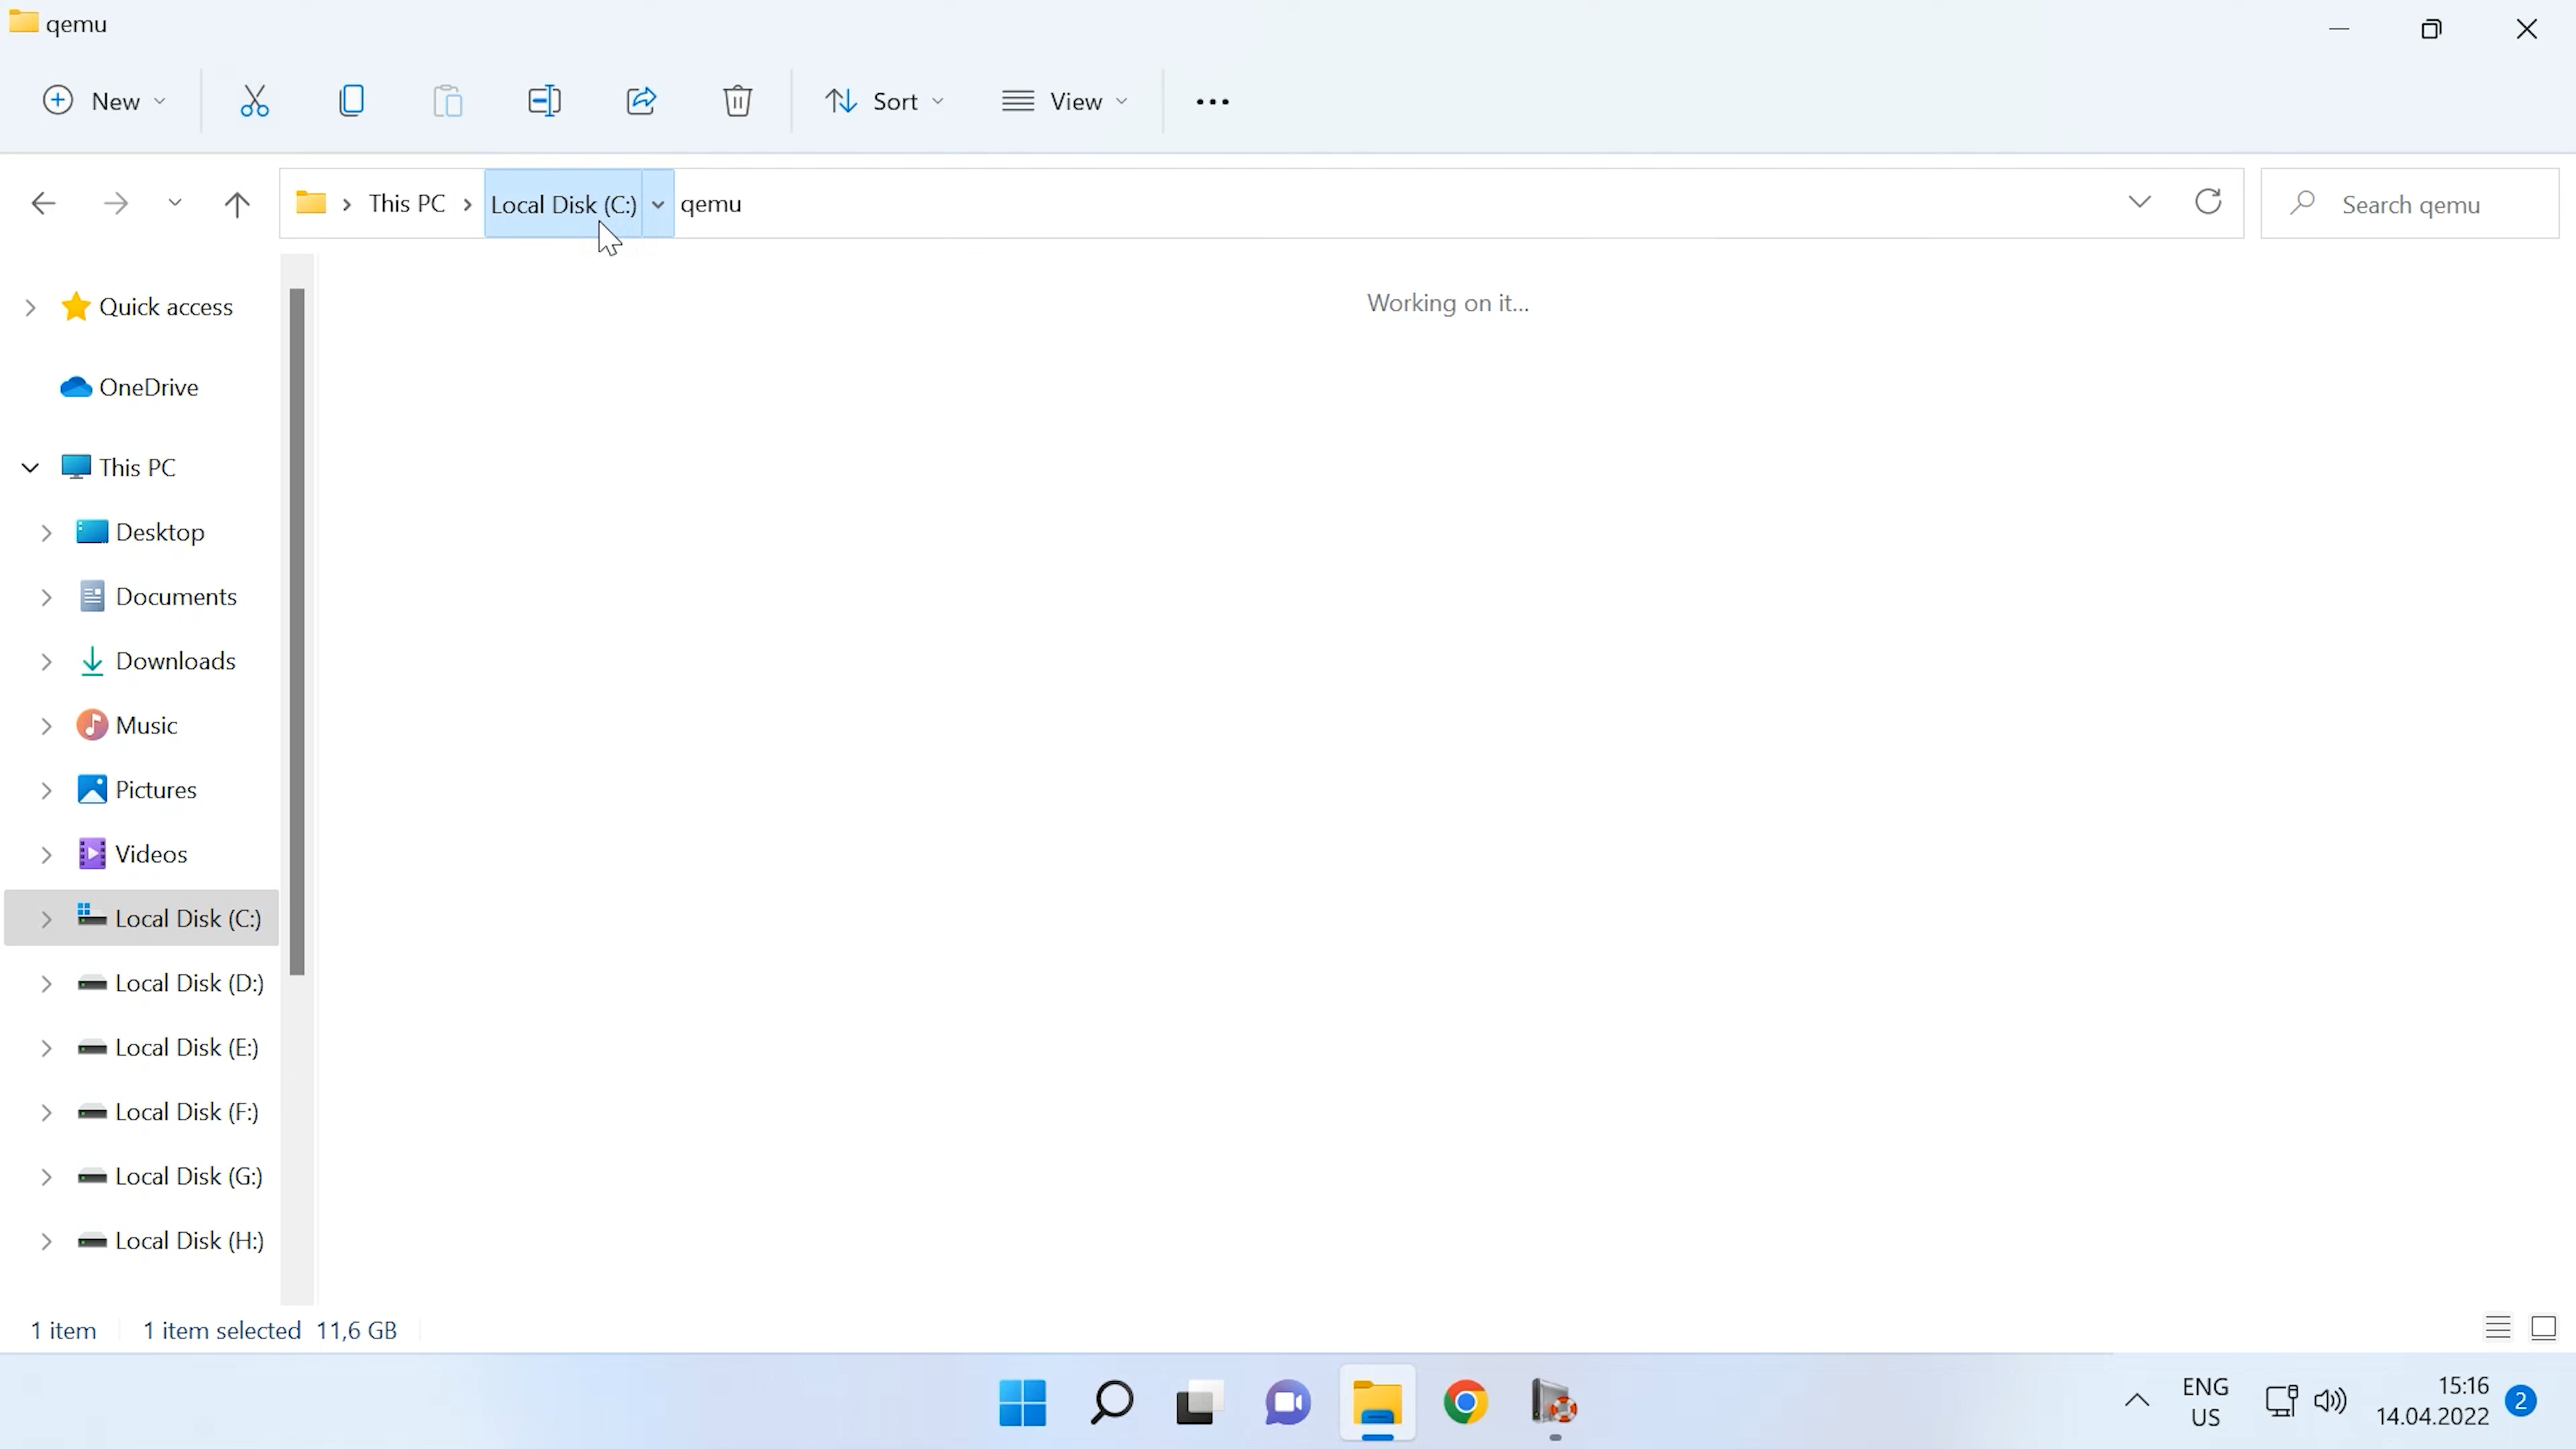 qemu
New
Sort
View
This PC
Local Disk (C:)
qemu
Search qemu
Working on it...
Quick access
OneDrive
This PC
Desktop
Documents
Downloads
Music
Pictures
Videos
Local Disk (C:)
Local Disk (D:)
Local Disk (E:)
Local Disk (F:)
Local Disk (G:)
Local Disk (H:)
1 item
1 item selected 11,6 GB
ENG
US
15:16
14.04.2022
2